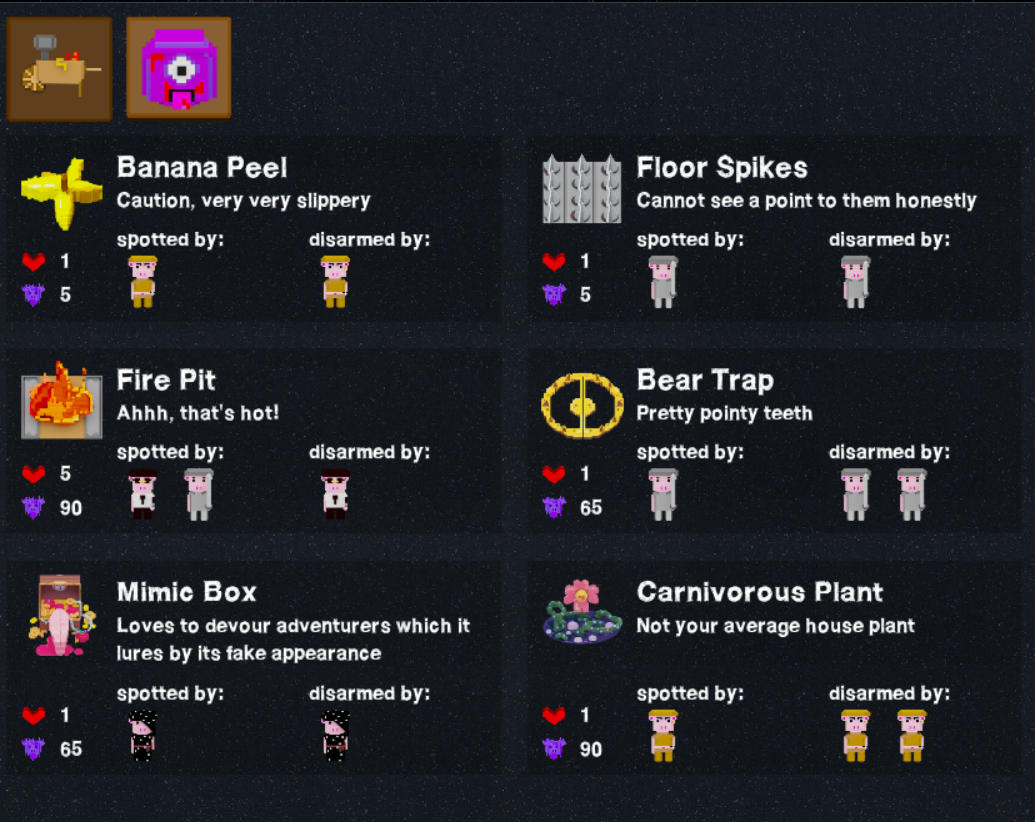 Banana Peel
Caution, very very slippery
spotted by: disarmed by:
1
5
Floor Spikes
Cannot see a point to them honestly
spotted by: disarmed by:
1
5
Fire Pit
Ahhh, that's hot!
spotted by: disarmed by:
5
90
Bear Trap
Pretty pointy teeth
spotted by: disarmed by:
1
65
Mimic Box
Loves to devour adventurers which it
lures by its fake appearance
spotted by: disarmed by:
1
65
Carnivorous Plant
Not your average house plant
spotted by: disarmed by:
1
90